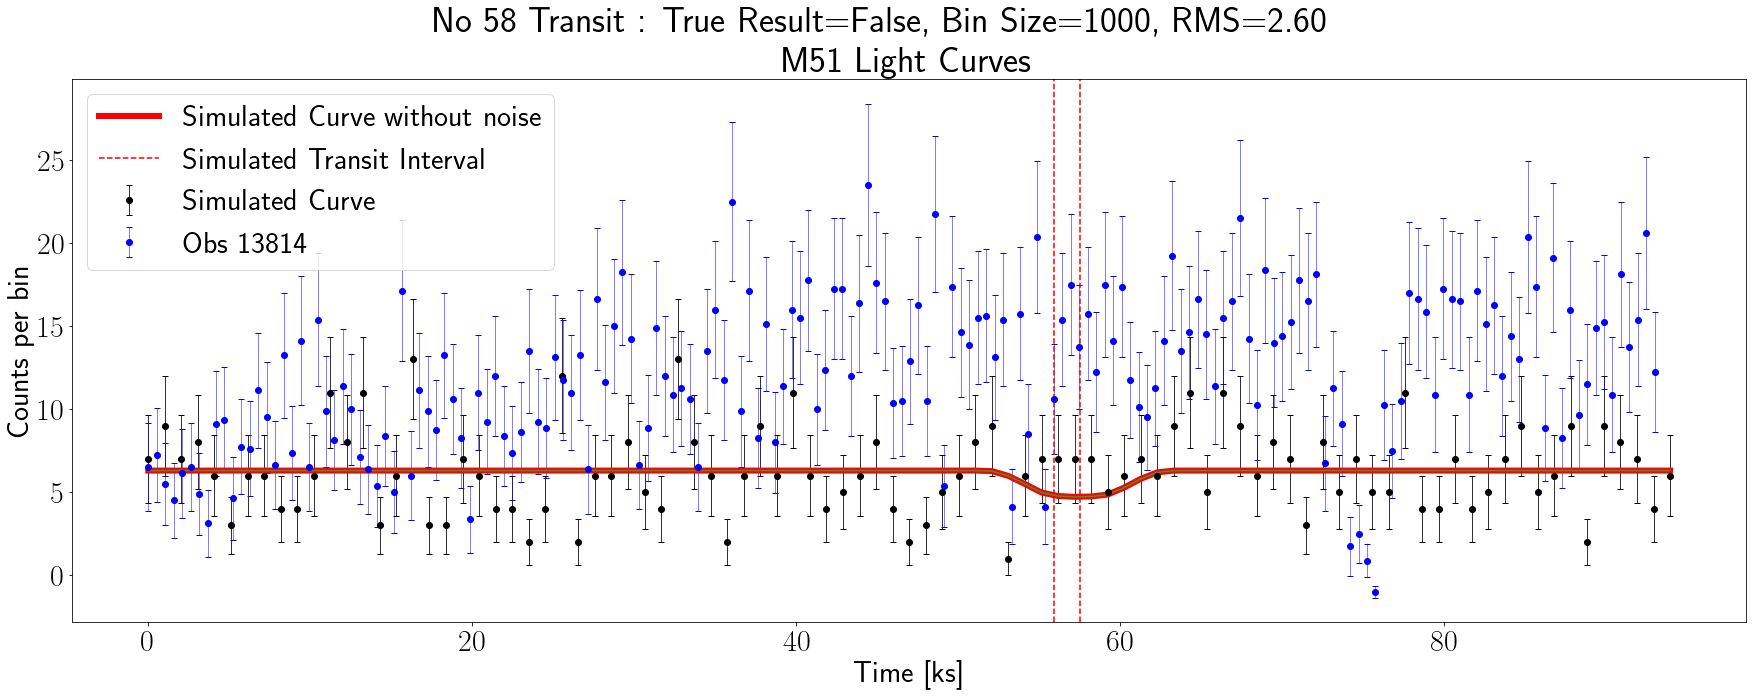 No 58 Transit : True Result=False, Bin Size=1000, RMS=2.60
M51 Light Curves
Simulated Curve without noise
Simulated Transit Interval
Simulated Curve
Obs 13814
Counts per bin
25
20
15
10
5
0
0 20 40 60 80
Time [ks]